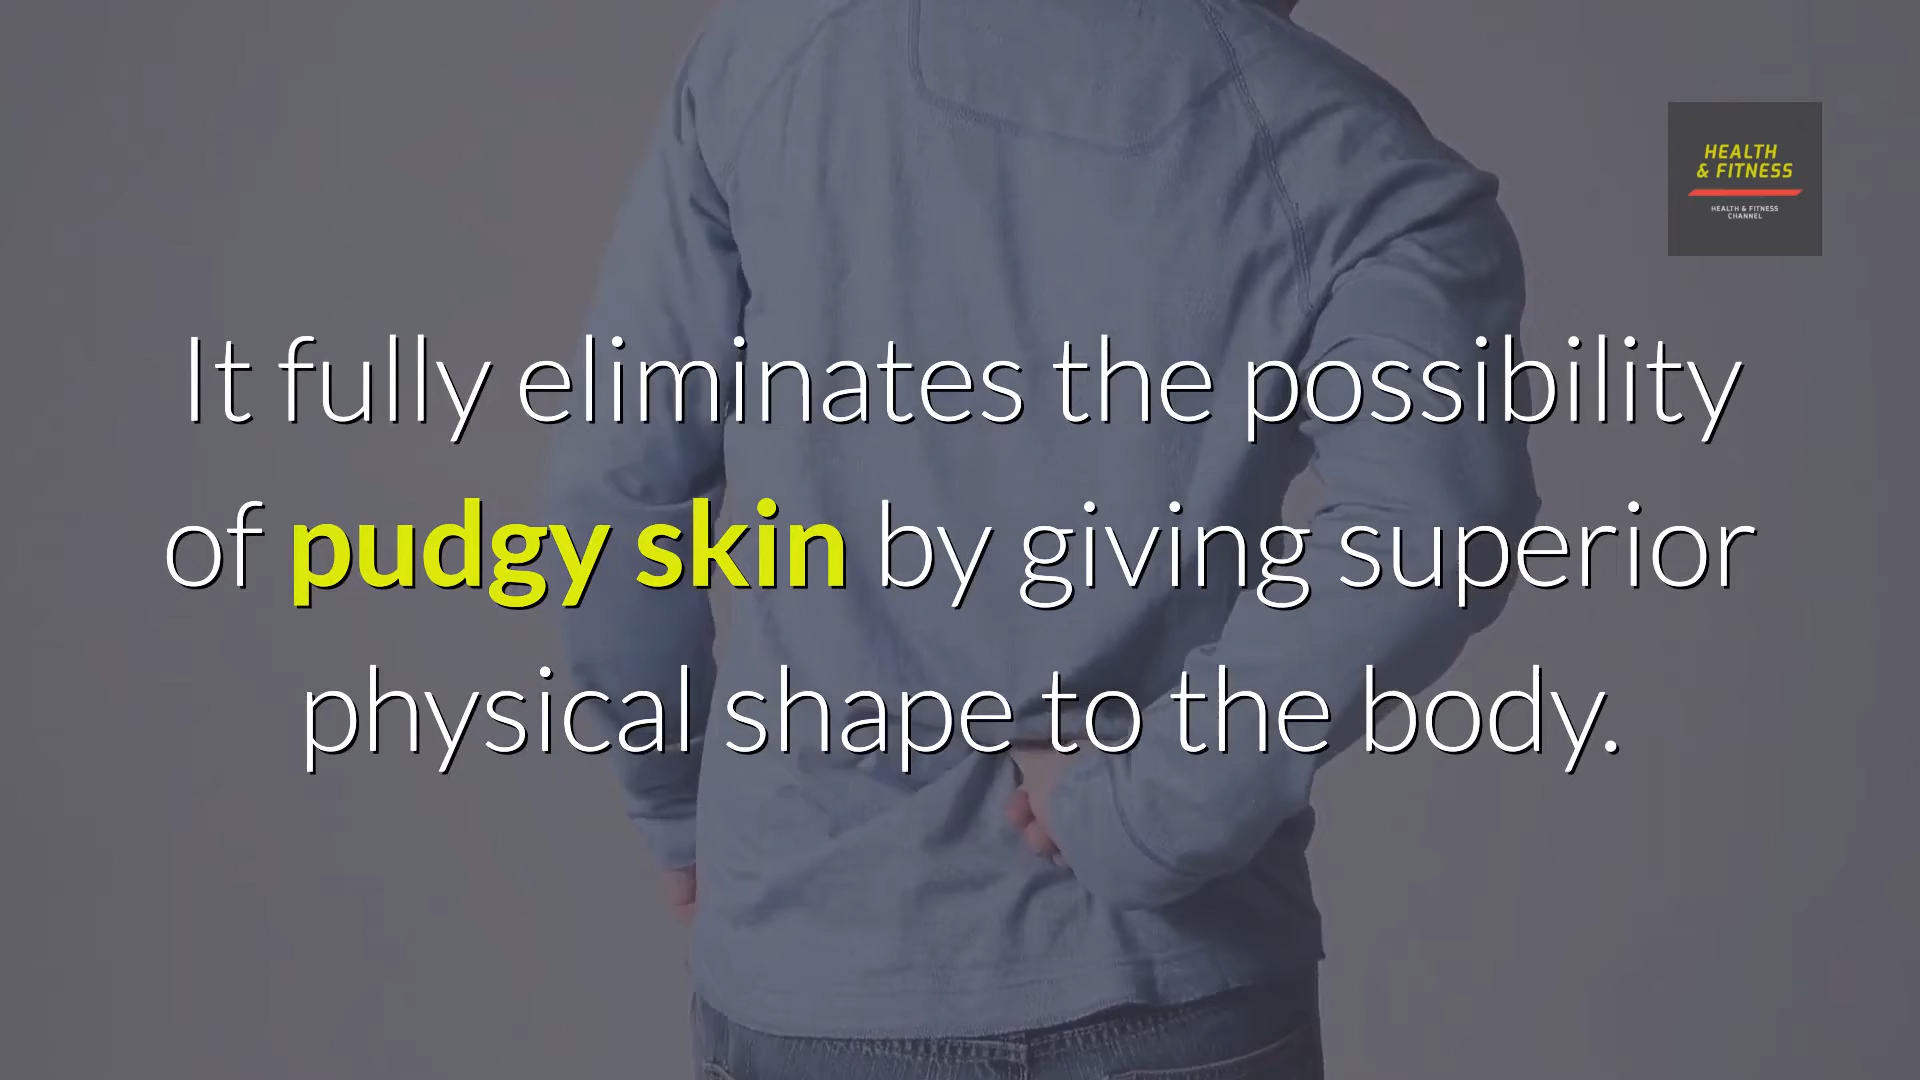 HEALTH
& FITNESS
HEALTH & FITNESS
CHANNEL
It fully eliminates the possibility
of pudgy skin by giving superior
physical shape to the body.